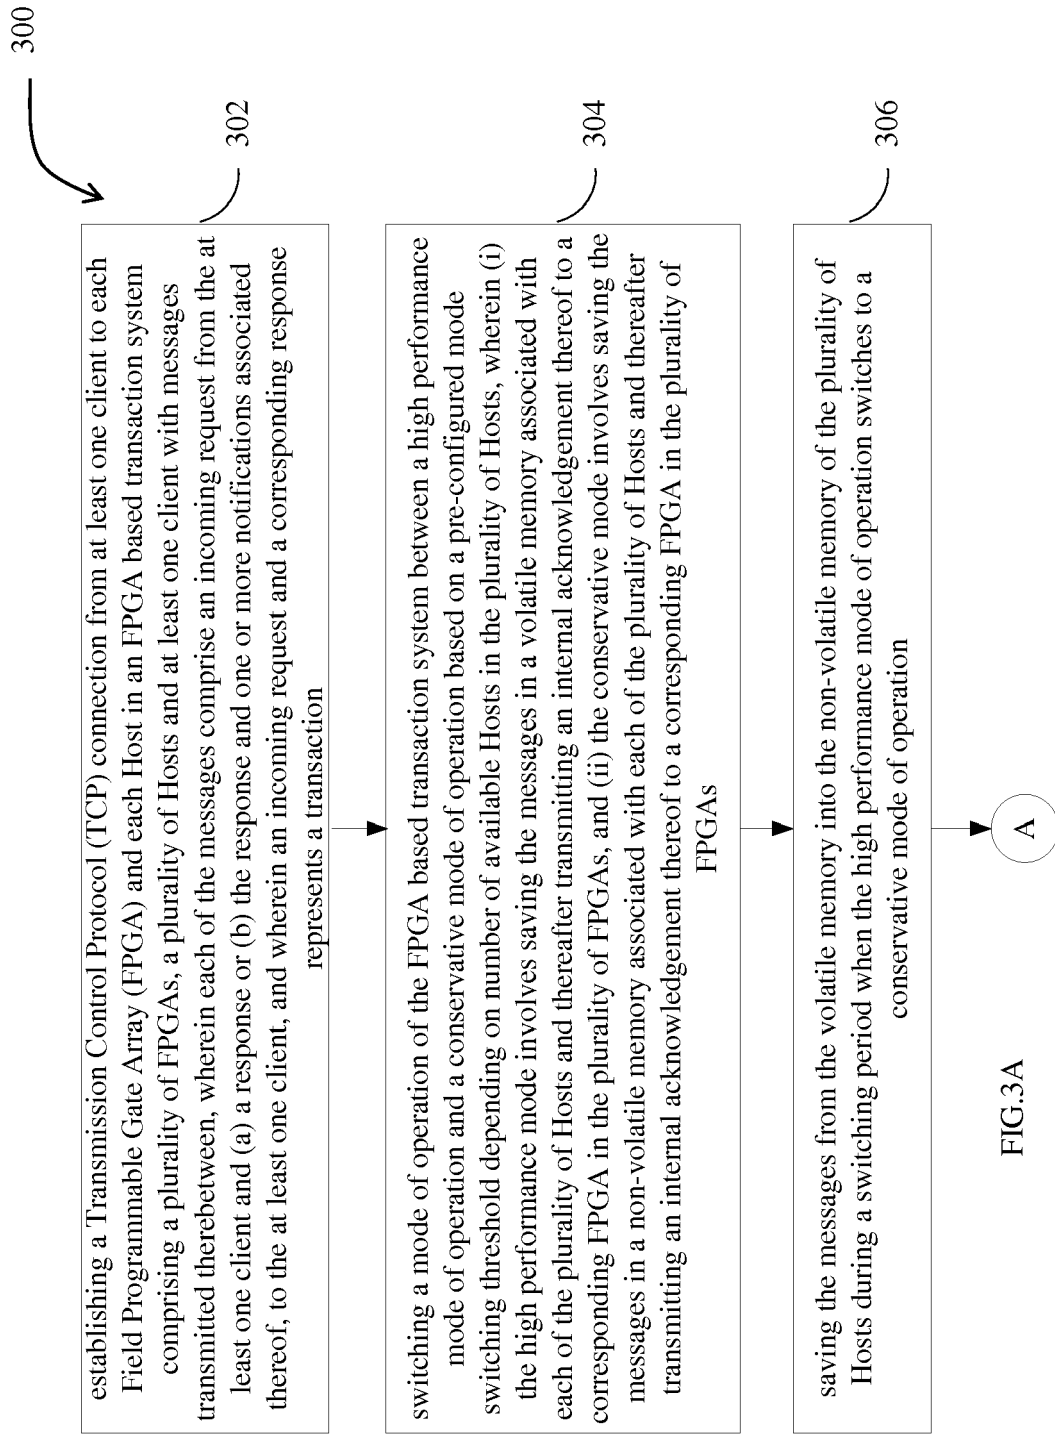 300
establishing a Transmission Control Protocol (TCP) connection from at least one client to each
Field Programmable Gate Array (FPGA) and each Host in an FPGA based transaction system
comprising a plurality of FPGAs, a plurality of Hosts and at least one client with messages
transmitted therebetween, wherein each of the messages comprise an incoming request from the at
least one client and (a) a response or (b) the response and one or more notifications associated
thereof, to the at least one client, and wherein an incoming request and a corresponding response
represents a transaction
302
switching a mode of operation of the FPGA based transaction system between a high performance
mode of operation and a conservative mode of operation based on a pre-configured mode
switching threshold depending on number of available Hosts in the plurality of Hosts, wherein (i)
the high performance mode involves saving the messages in a volatile memory associated with
each of the plurality of Hosts and thereafter transmitting an internal acknowledgement thereof to a
corresponding FPGA in the plurality of FPGAs, and (ii) the conservative mode involves saving the
messages in a non-volatile memory associated with each of the plurality of Hosts and thereafter
transmitting an internal acknowledgement thereof to a corresponding FPGA in the plurality of
FPGAs
304
saving the messages from the volatile memory into the non-volatile memory of the plurality of
Hosts during a switching period when the high performance mode of operation switches to a
conservative mode of operation
306
A
FIG.3A